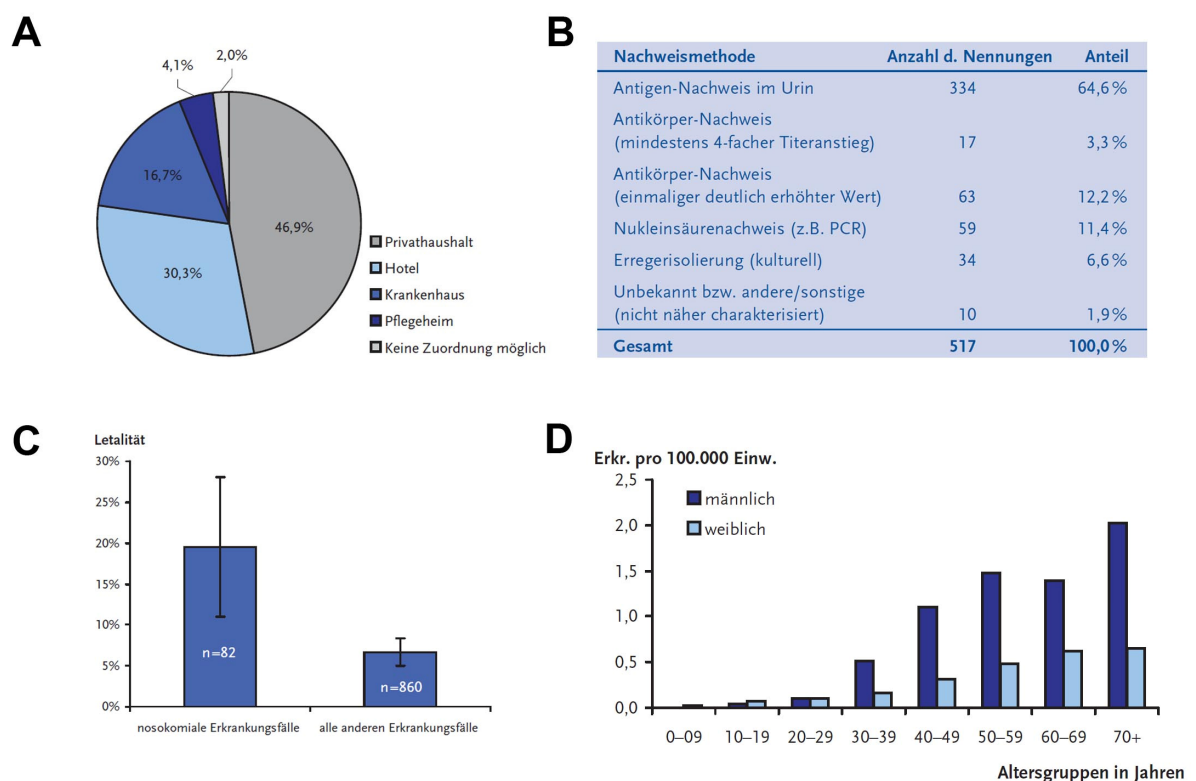 A
2,0%
4,1%
16,7%
46,9%
30,3%
Privathaushalt
Hotel
Krankenhaus
Pflegeheim
Keine Zuordnung möglich
B
Nachweismethode Anzahl d. Nennungen Anteil
Antigen-Nachweis im Urin 334 64,6 %
Antikörper-Nachweis
(mindestens 4-facher Titeranstieg) 17 3,3 %
Antikörper-Nachweis
(einmaliger deutlich erhöhter Wert) 63 12,2 %
Nukleinsäurenachweis (z.B. PCR) 59 11,4 %
Erregerisolierung (kulturell) 34 6,6 %
Unbekannt bzw. andere/sonstige
(nicht näher charakterisiert) 10 1,9 %
Gesamt 517 100,0 %
C
Letalität
30%
25%
20%
15%
10%
5%
0%
n=82
n=860
nosokomiale Erkrankungsfälle alle anderen Erkrankungsfälle
D
Erkr. pro 100.000 Einw.
2,5
2,0
1,5
1,0
0,5
0,0
männlich
weiblich
0–09 10–19 20–29 30–39 40–49 50–59 60–69 70+
Altersgruppen in Jahren